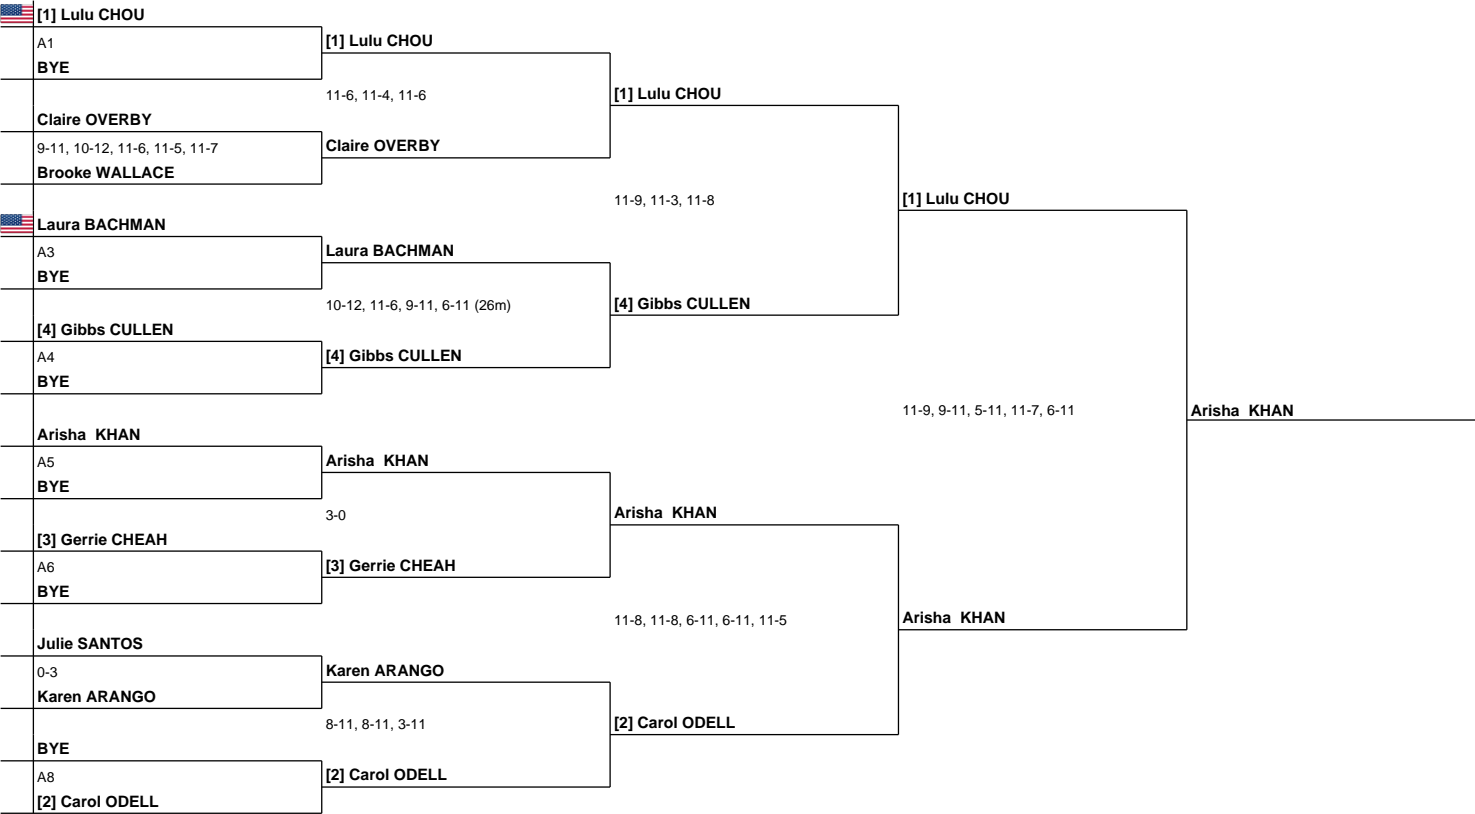 [1] Lulu CHOU
A1
BYE
[1] Lulu CHOU
11-6, 11-4, 11-6
Claire OVERBY
9-11, 10-12, 11-6, 11-5, 11-7
Brooke WALLACE
Claire OVERBY
[1] Lulu CHOU
11-9, 11-3, 11-8
Laura BACHMAN
A3
BYE
Laura BACHMAN
10-12, 11-6, 9-11, 6-11 (26m)
[4] Gibbs CULLEN
A4
BYE
[4] Gibbs CULLEN
[4] Gibbs CULLEN
[1] Lulu CHOU
11-9, 9-11, 5-11, 11-7, 6-11
Arisha KHAN
Arisha KHAN
A5
BYE
Arisha KHAN
3-0
[3] Gerrie CHEAH
A6
BYE
[3] Gerrie CHEAH
Arisha KHAN
11-8, 11-8, 6-11, 6-11, 11-5
Arisha KHAN
Julie SANTOS
0-3
Karen ARANGO
Karen ARANGO
8-11, 8-11, 3-11
BYE
A8
[2] Carol ODELL
[2] Carol ODELL
[2] Carol ODELL